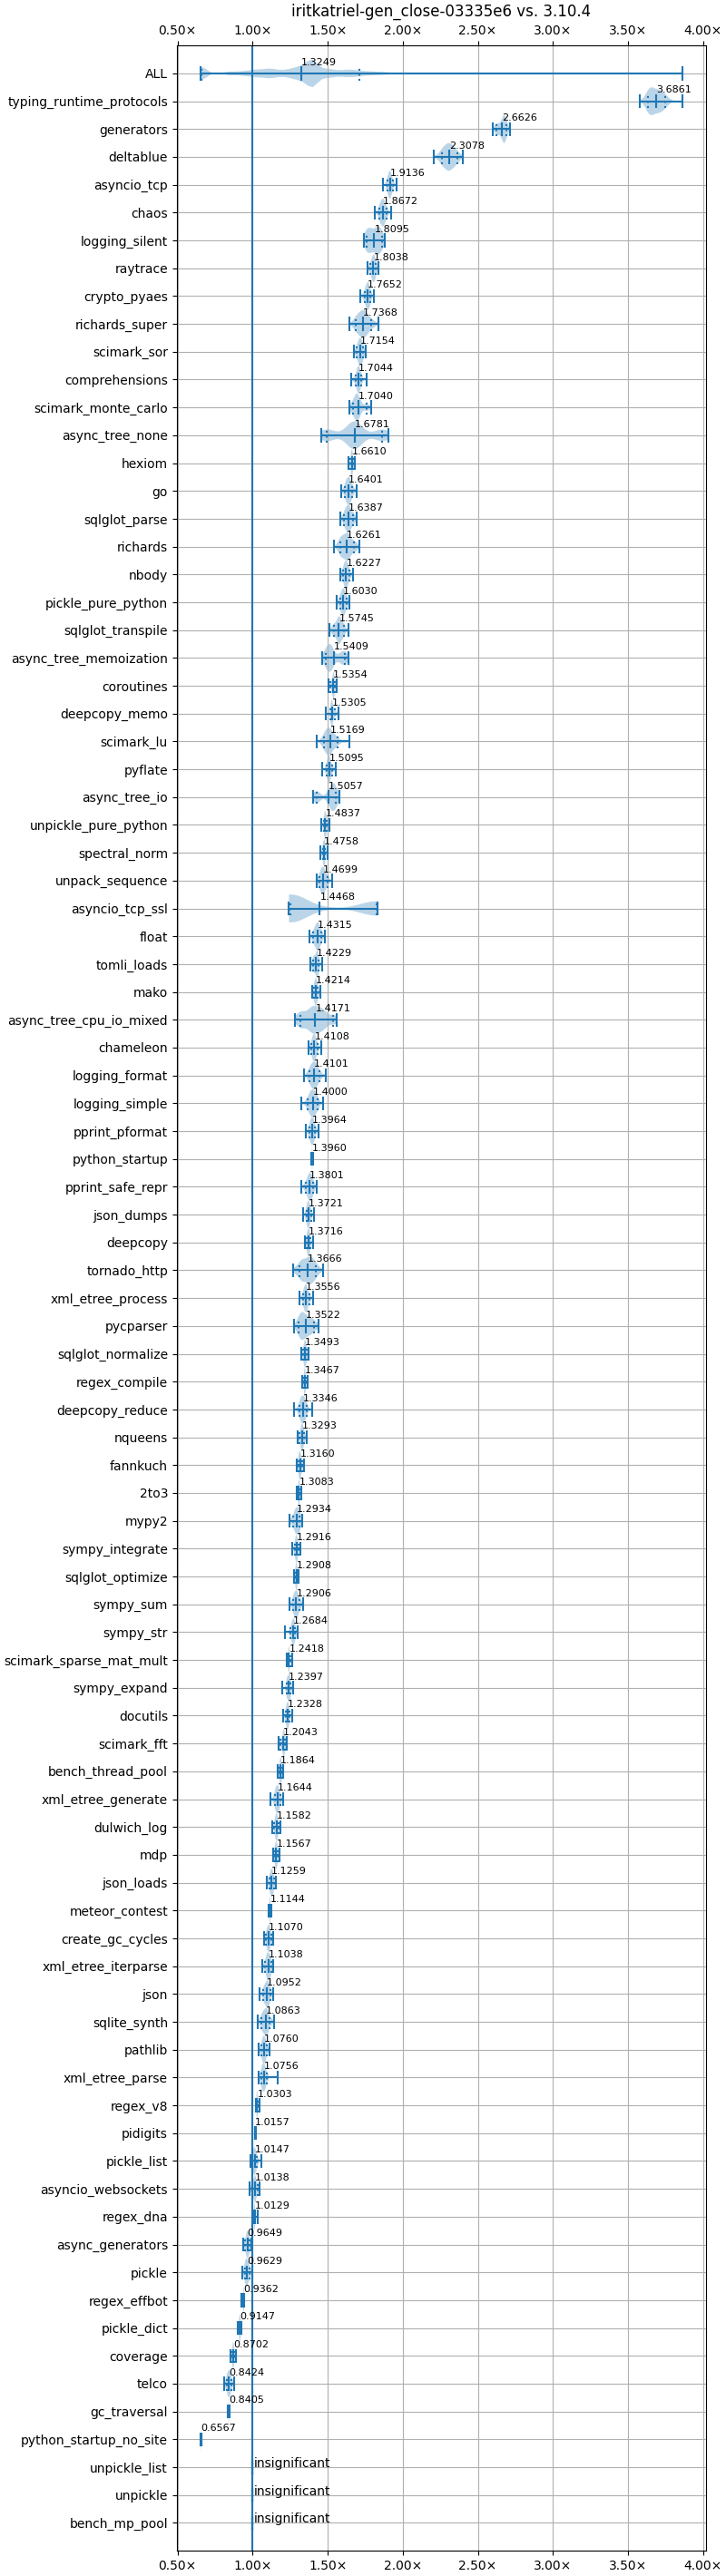 iritkatriel-gen_close-03335e6 vs. 3.10.4
0.50× 1.00× 1.50× 2.00× 2.50× 3.00× 3.50× 4.00×
ALL 1.3249
typing_runtime_protocols 3.6861
generators 2.6626
deltablue 2.3078
asyncio_tcp 1.9136
chaos 1.8672
logging_silent 1.8095
raytrace 1.8038
crypto_pyaes 1.7652
richards_super 1.7368
scimark_sor 1.7154
comprehensions 1.7044
scimark_monte_carlo 1.7040
async_tree_none 1.6781
hexiom 1.6610
go 1.6401
sqlglot_parse 1.6387
richards 1.6261
nbody 1.6227
pickle_pure_python 1.6030
sqlglot_transpile 1.5745
async_tree_memoization 1.5409
coroutines 1.5354
deepcopy_memo 1.5305
scimark_lu 1.5169
pyflate 1.5095
async_tree_io 1.5057
unpickle_pure_python 1.4837
spectral_norm 1.4758
unpack_sequence 1.4699
asyncio_tcp_ssl 1.4468
float 1.4315
tomli_loads 1.4229
mako 1.4214
async_tree_cpu_io_mixed 1.4171
chameleon 1.4108
logging_format 1.4101
logging_simple 1.4000
pprint_pformat 1.3964
python_startup 1.3960
pprint_safe_repr 1.3801
json_dumps 1.3721
deepcopy 1.3716
tornado_http 1.3666
xml_etree_process 1.3556
pycparser 1.3522
sqlglot_normalize 1.3493
regex_compile 1.3467
deepcopy_reduce 1.3346
nqueens 1.3293
fannkuch 1.3160
2to3 1.3083
mypy2 1.2934
sympy_integrate 1.2916
sqlglot_optimize 1.2908
sympy_sum 1.2906
sympy_str 1.2684
scimark_sparse_mat_mult 1.2418
sympy_expand 1.2397
docutils 1.2328
scimark_fft 1.2043
bench_thread_pool 1.1864
xml_etree_generate 1.1644
dulwich_log 1.1582
mdp 1.1567
json_loads 1.1259
meteor_contest 1.1144
create_gc_cycles 1.1070
xml_etree_iterparse 1.1038
json 1.0952
sqlite_synth 1.0863
pathlib 1.0760
xml_etree_parse 1.0756
regex_v8 1.0303
pidigits 1.0157
pickle_list 1.0147
asyncio_websockets 1.0138
regex_dna 1.0129
async_generators 0.9649
pickle 0.9629
regex_effbot 0.9362
pickle_dict 0.9147
coverage 0.8702
telco 0.8424
gc_traversal 0.8405
python_startup_no_site 0.6567
unpickle_list insignificant
unpickle insignificant
bench_mp_pool insignificant
0.50× 1.00× 1.50× 2.00× 2.50× 3.00× 3.50× 4.00×